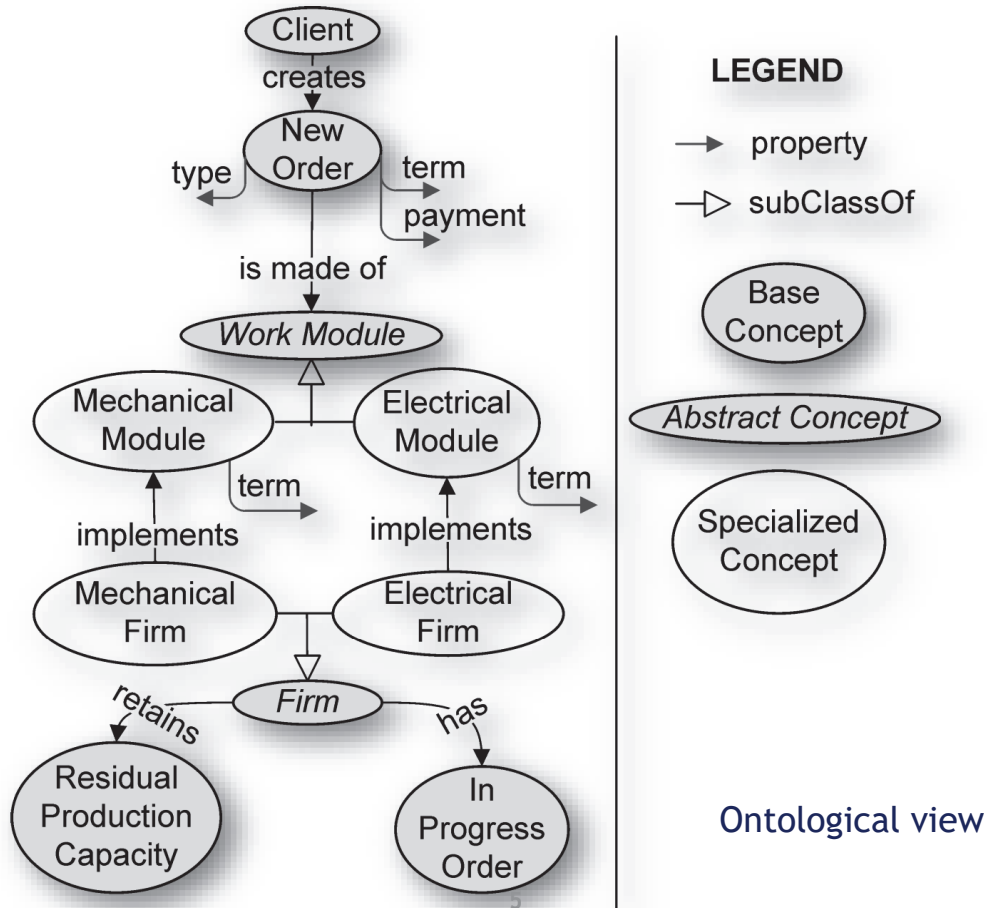 Client
creates
New
Order
type
term
payment
is made of
Work Module
Mechanical
Module
Electrical
Module
term
term
implements
implements
Mechanical
Firm
Electrical
Firm
Firm
retains
has
Residual
Production
Capacity
In
Progress
Order
5
LEGEND
property
subClassOf
Base
Concept
Abstract Concept
Specialized
Concept
Ontological view